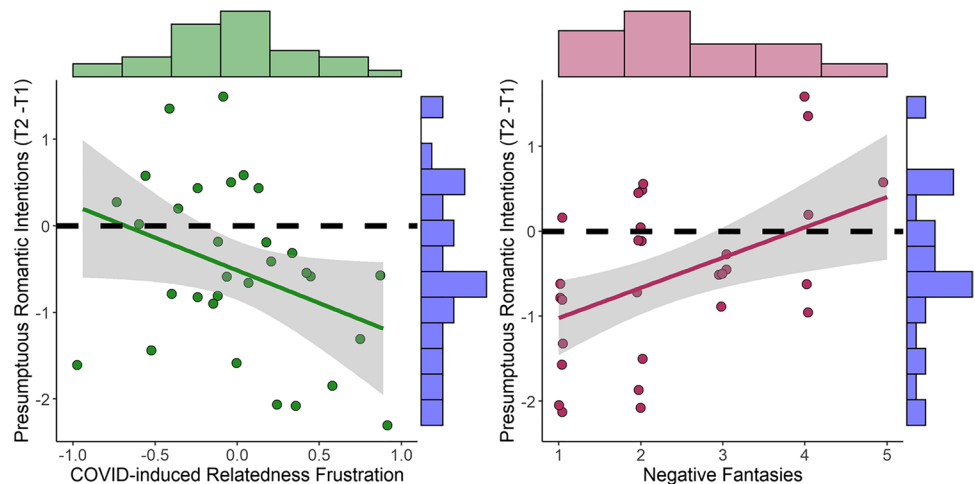 Presumptuous Romantic Intentions (T2 -T1)
1
0
-1
-2
-1.0 -0.5 0.0 0.5 1.0
COVID-induced Relatedness Frustration
Presumptuous Romantic Intentions (T2 -T1)
1
0
-1
-2
1 2 3 4 5
Negative Fantasies